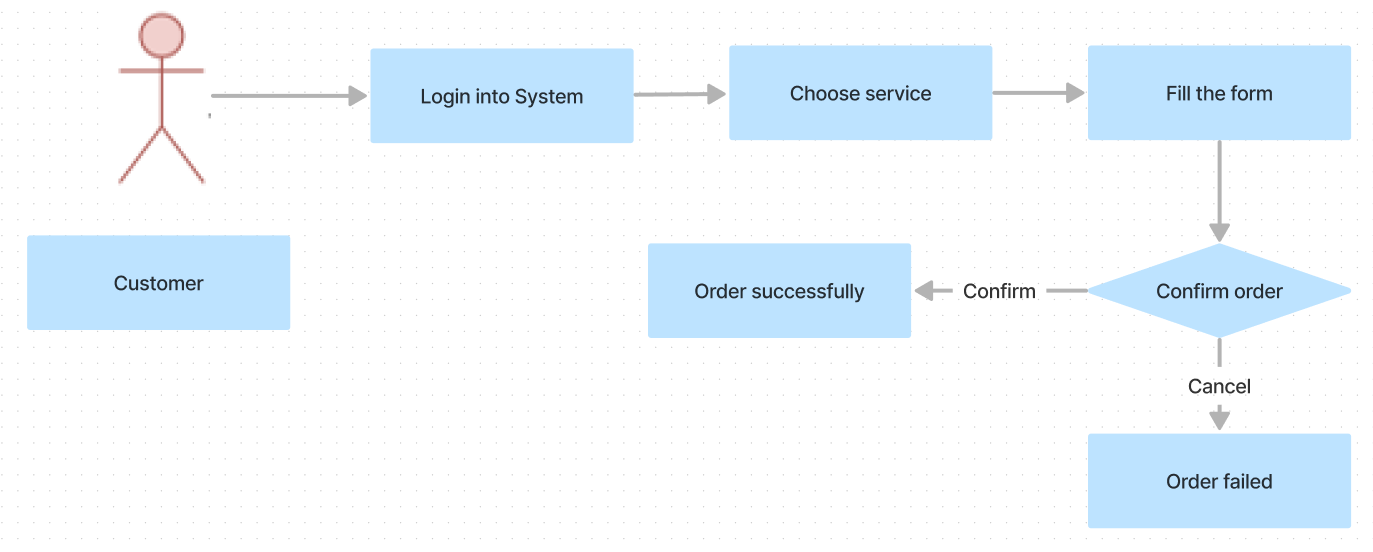 Login into System
Choose service
Fill the form
Customer
Order successfully
Confirm
Confirm order
Cancel
Order failed